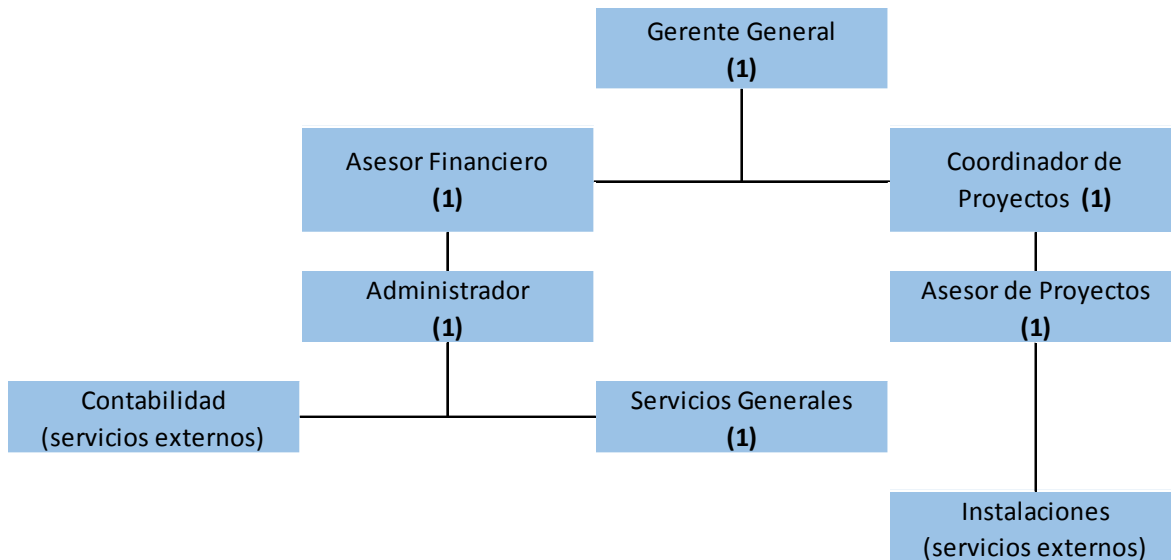 Gerente General
(1)
Asesor Financiero
(1)
Coordinador de
Proyectos (1)
Administrador
(1)
Asesor de Proyectos
(1)
Contabilidad
(servicios externos)
Servicios Generales
(1)
Instalaciones
(servicios externos)